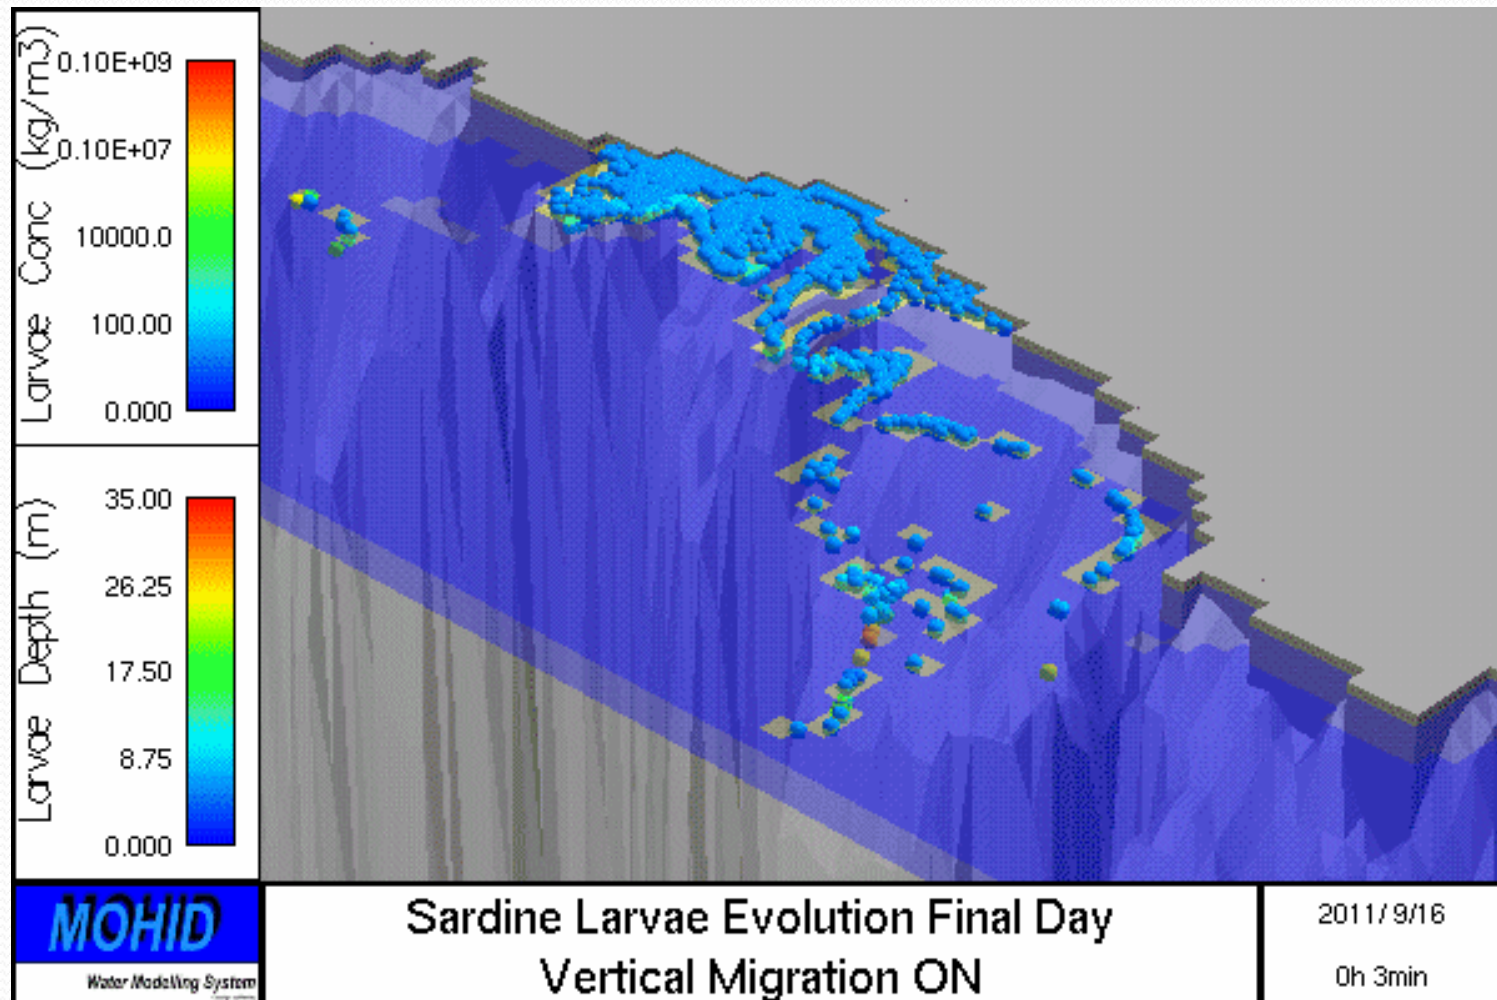 Larvae Conc (kg/m3)
0.10E+09
0.10E+07
10000.0
100.00
0.000
Larvae Depth (m)
35.00
26.25
17.50
8.75
0.000
MOHID
Water Modelling System
Sardine Larvae Evolution Final Day
Vertical Migration ON
2011/9/16
0h 3min